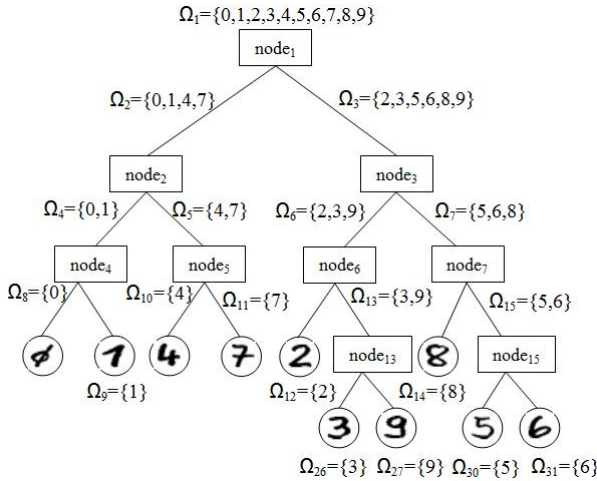 Ω₁={0,1,2,3,4,5,6,7,8,9}
node₁
Ω₂={0,1,4,7} Ω₃={2,3,5,6,8,9}
node₂ node₃
Ω₄={0,1} Ω₅={4,7} Ω₆={2,3,9} Ω₇={5,6,8}
node₄ node₅ node₆ node₇
Ω₈={0} Ω₁₀={4} Ω₁₁={7} Ω₁₃={3,9} Ω₁₅={5,6}
0 1 4 7 2 node₁₃ 8 node₁₅
Ω₉={1} Ω₁₂={2} Ω₁₄={8}
3 9 5 6
Ω₂₆={3} Ω₂₇={9} Ω₃₀={5} Ω₃₁={6}